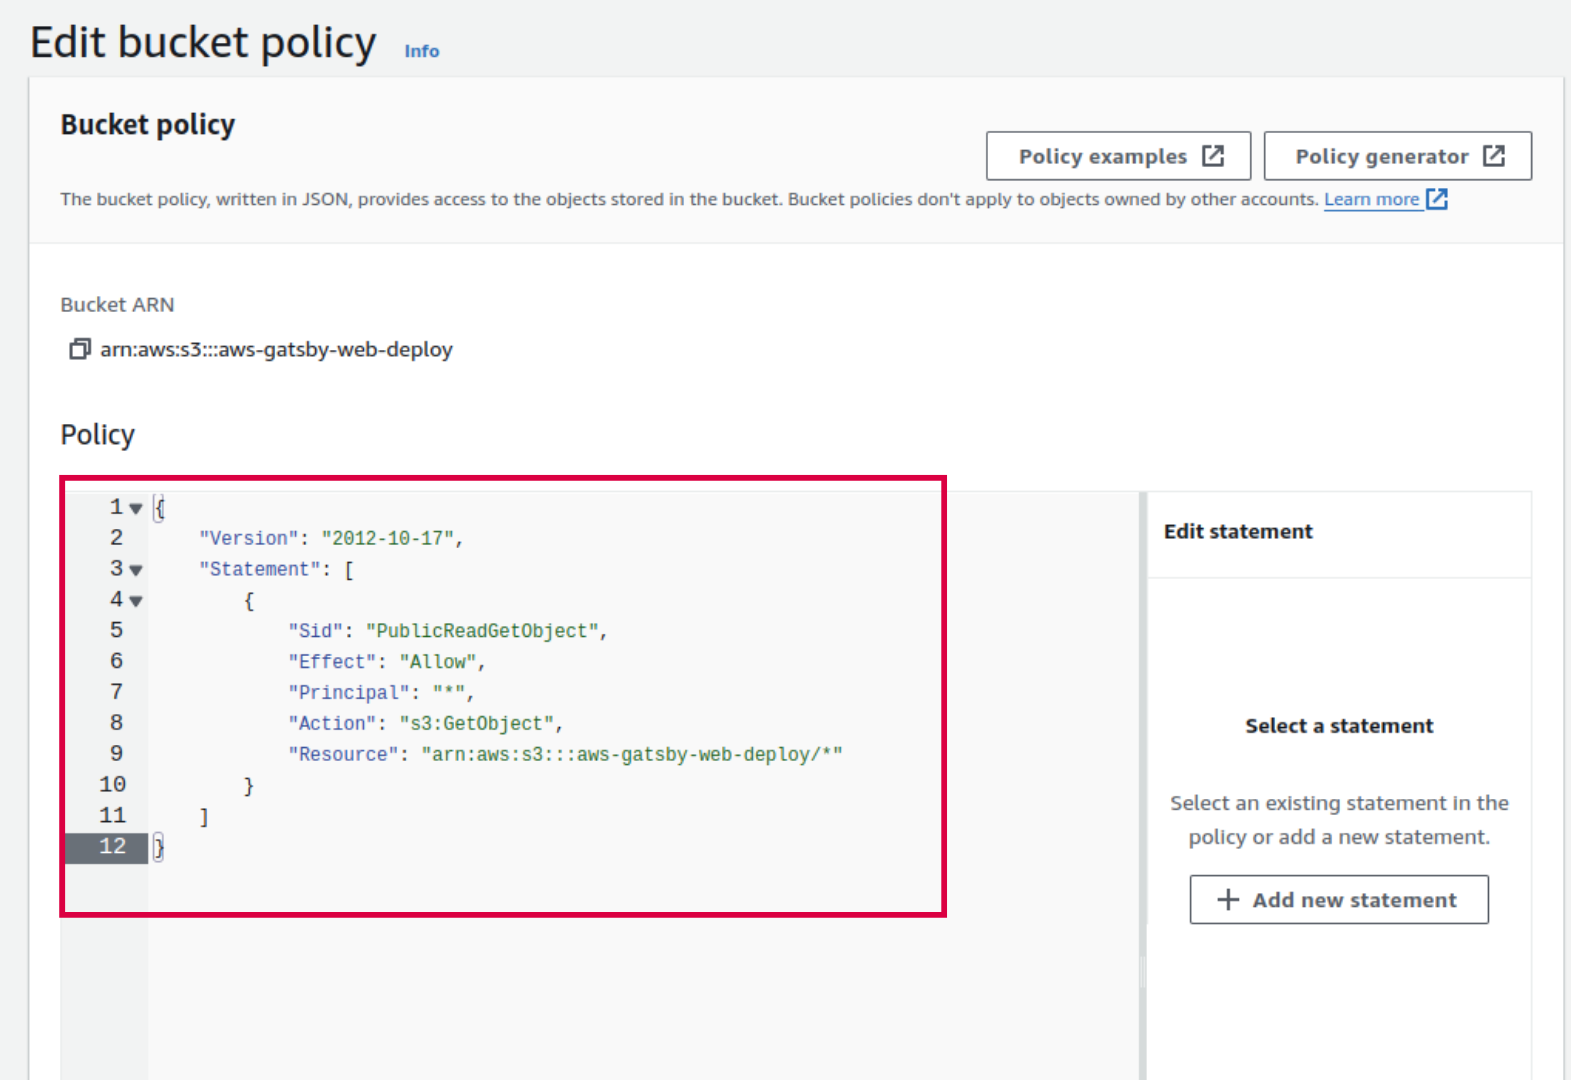 Edit bucket policy Info
Bucket policy
Policy examples
Policy generator
The bucket policy, written in JSON, provides access to the objects stored in the bucket. Bucket policies don't apply to objects owned by other accounts. Learn more
Bucket ARN
arn:aws:s3:::aws-gatsby-web-deploy
Policy
1 {
2     "Version": "2012-10-17",
3     "Statement": [
4         {
5             "Sid": "PublicReadGetObject",
6             "Effect": "Allow",
7             "Principal": "*",
8             "Action": "s3:GetObject",
9             "Resource": "arn:aws:s3:::aws-gatsby-web-deploy/*"
10         }
11     ]
12 }
Edit statement
Select a statement
Select an existing statement in the
policy or add a new statement.
+ Add new statement